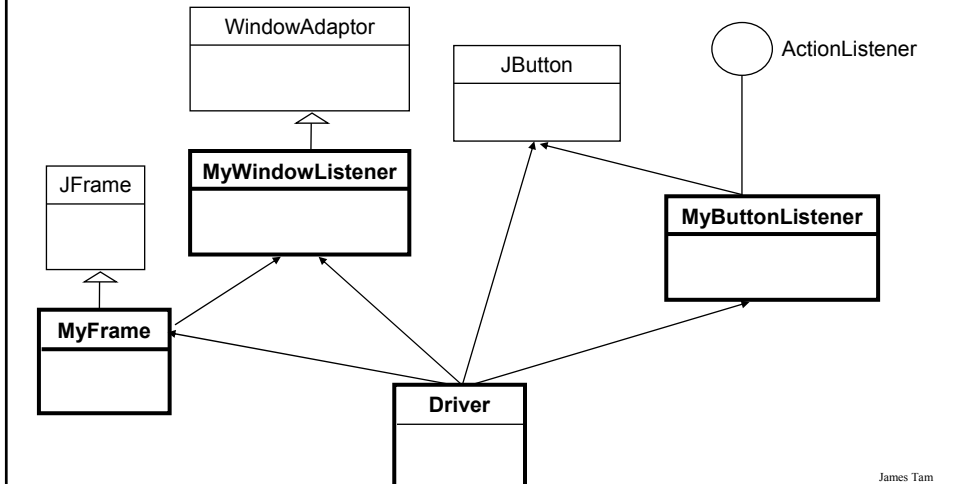 WindowAdaptor
JButton
ActionListener
JFrame
MyWindowListener
MyButtonListener
MyFrame
Driver
James Tam